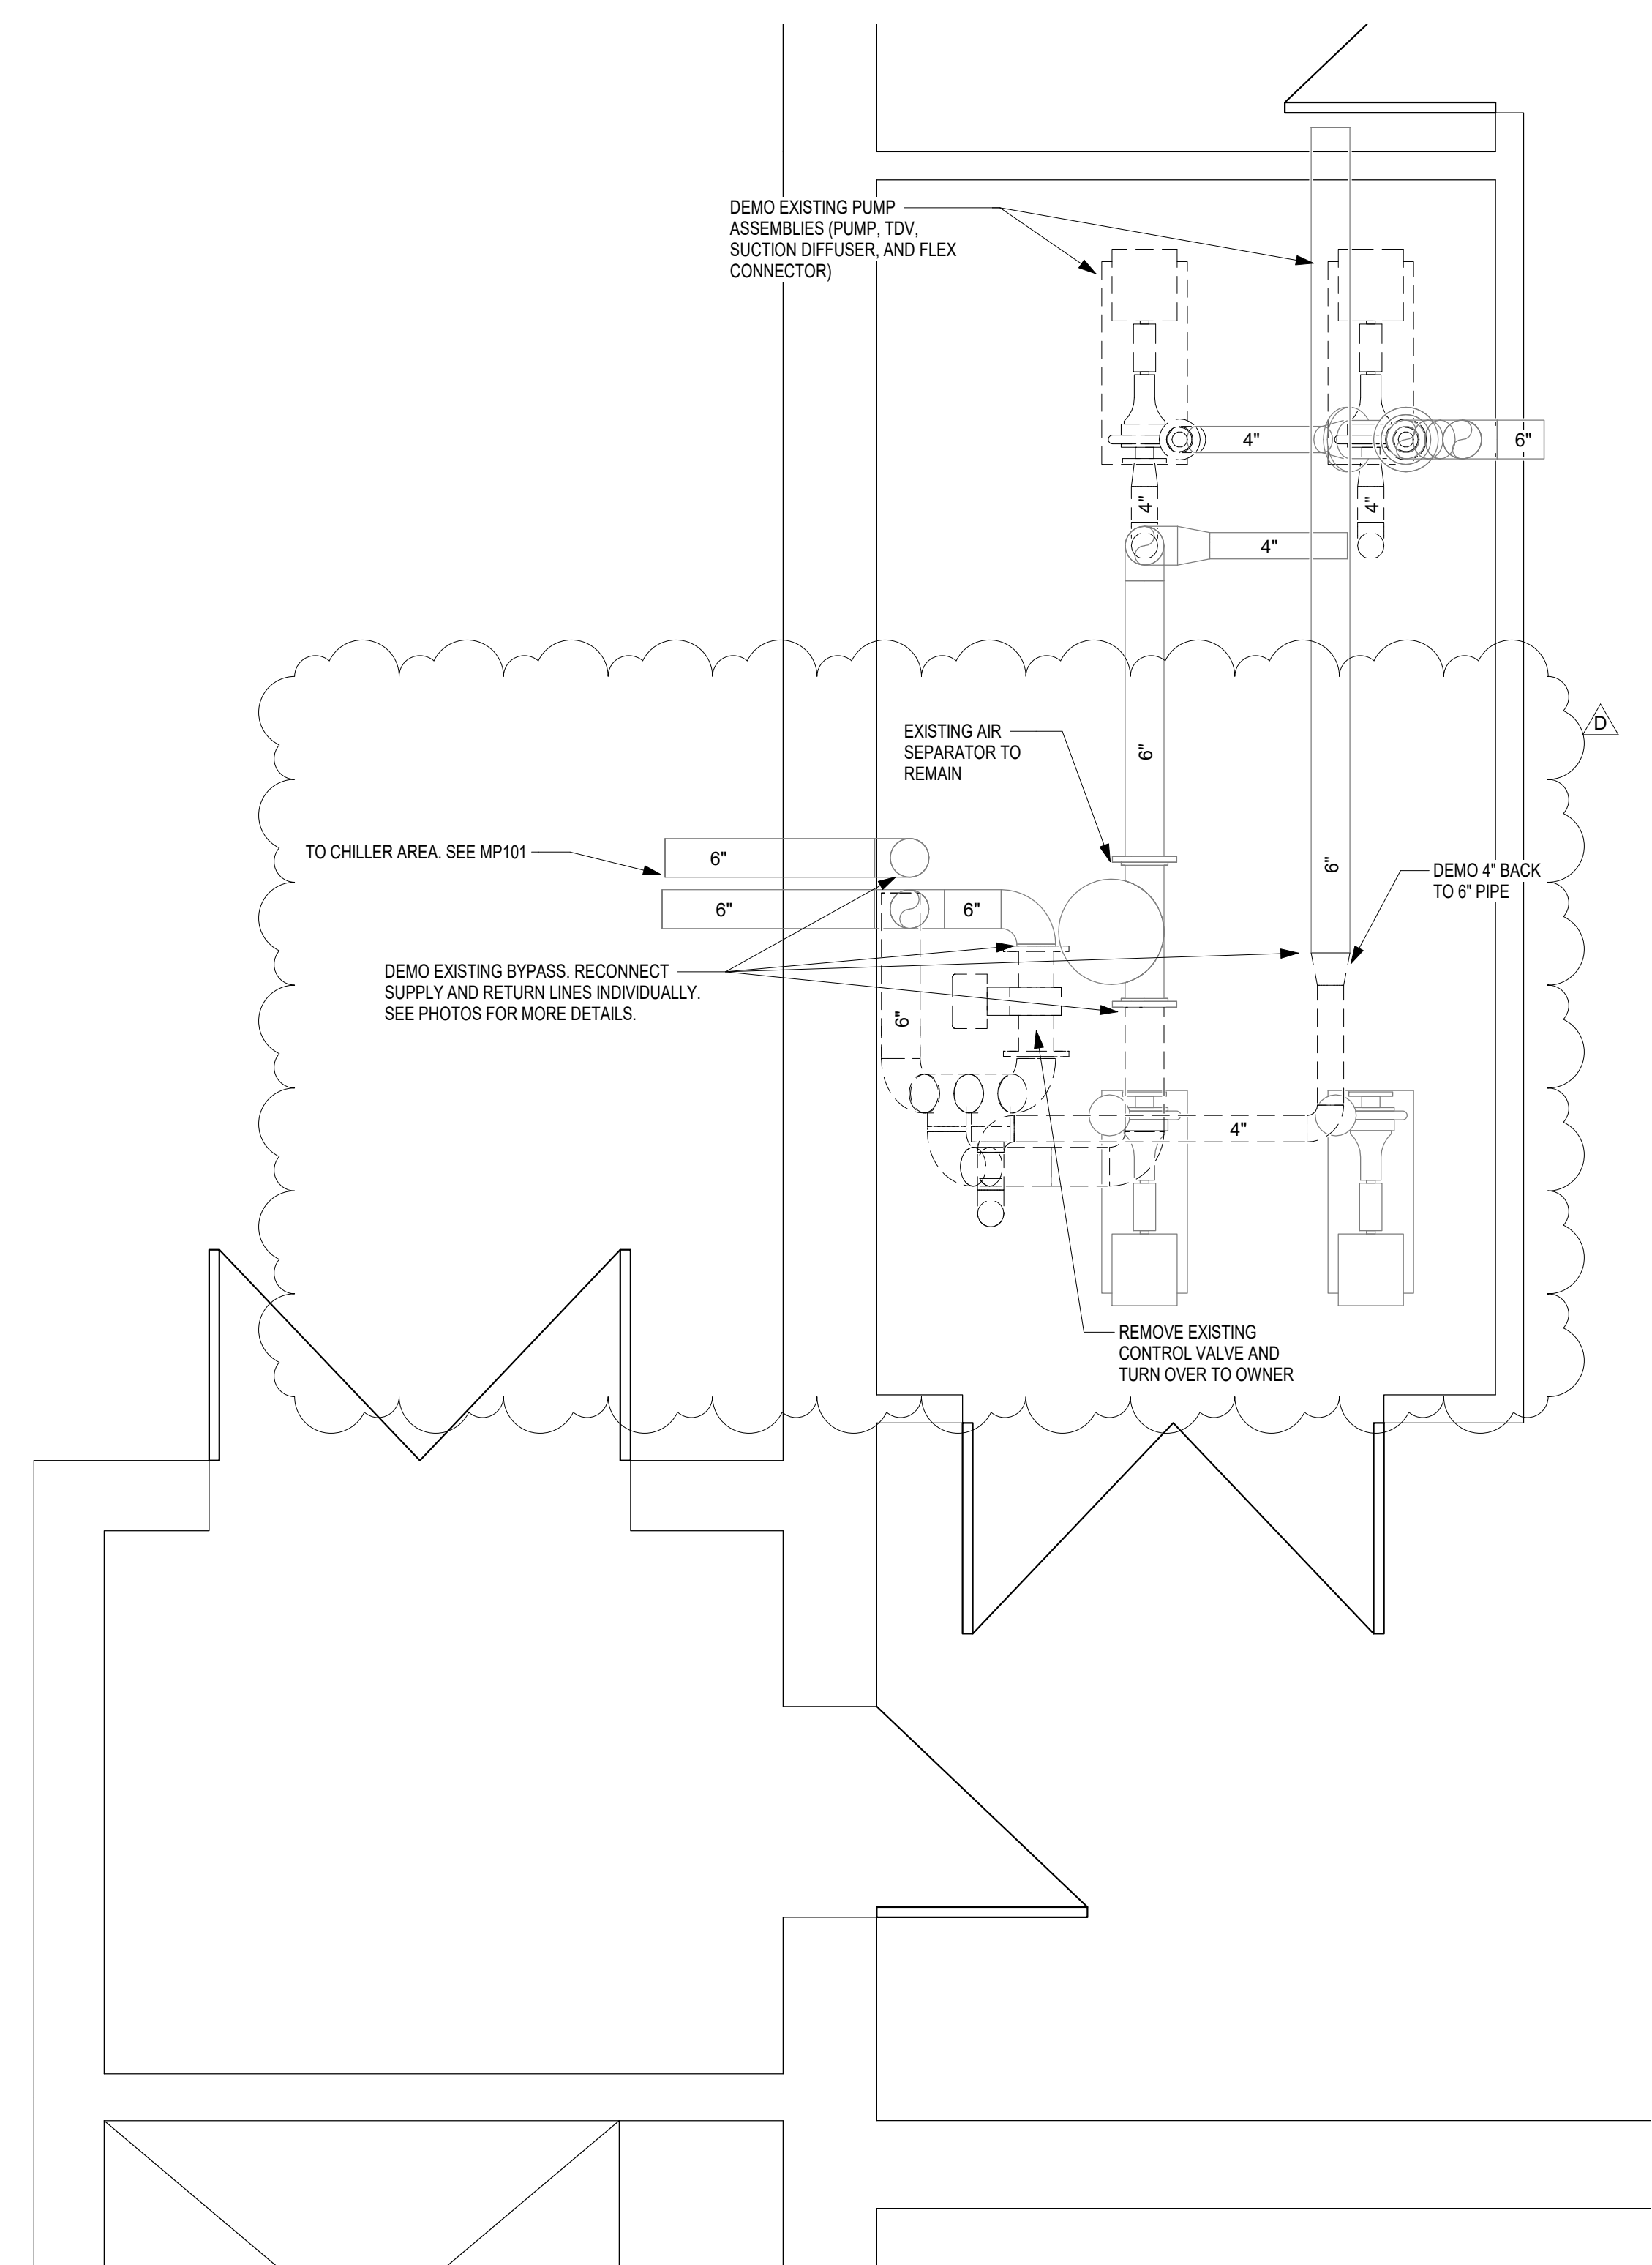 DEMO EXISTING PUMP
ASSEMBLIES (PUMP, TDV,
SUCTION DIFFUSER, AND FLEX
CONNECTOR)
4"
6"
4"
4"
4"
D
EXISTING AIR
SEPARATOR TO
REMAIN
6"
TO CHILLER AREA. SEE MP101
6"
6"
DEMO 4" BACK
TO 6" PIPE
6"
6"
DEMO EXISTING BYPASS. RECONNECT
SUPPLY AND RETURN LINES INDIVIDUALLY.
SEE PHOTOS FOR MORE DETAILS.
6"
4"
REMOVE EXISTING
CONTROL VALVE AND
TURN OVER TO OWNER